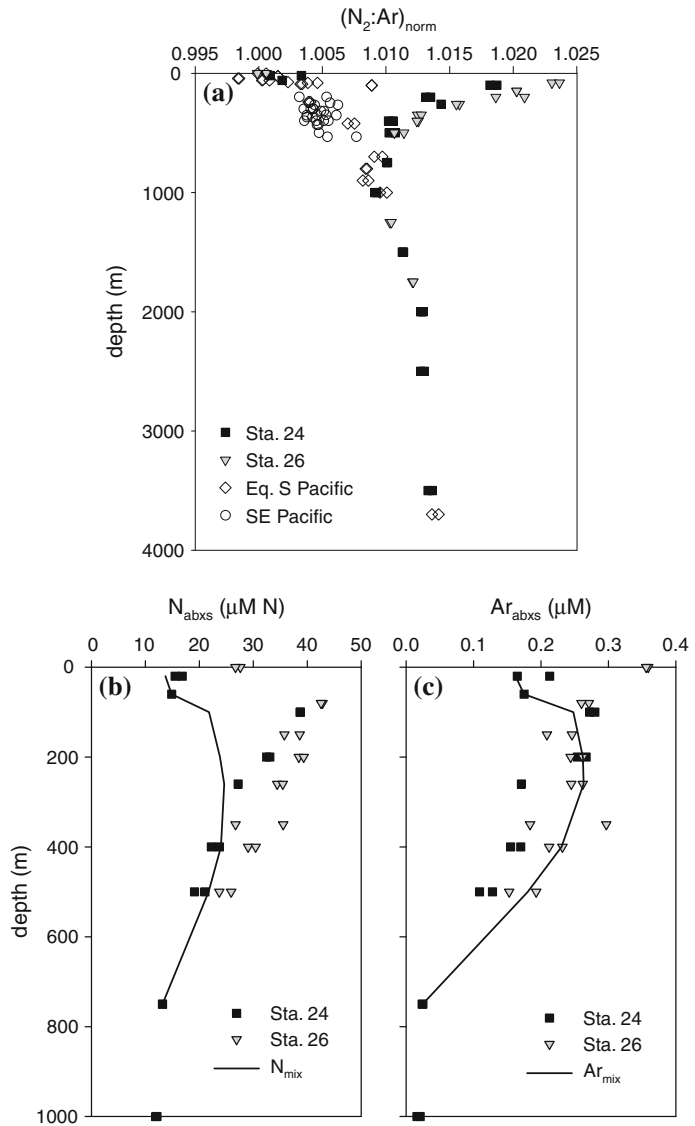 (N2:Ar)norm
0.995 1.000 1.005 1.010 1.015 1.020 1.025
(a)
0
1000
2000
3000
4000
depth (m)
Sta. 24
Sta. 26
Eq. S Pacific
SE Pacific
Nabxs (μM N)
0 10 20 30 40 50
(b)
0
200
400
600
800
1000
depth (m)
Sta. 24
Sta. 26
Nmix
Arabxs (μM)
0.0 0.1 0.2 0.3 0.4
(c)
Sta. 24
Sta. 26
Armix